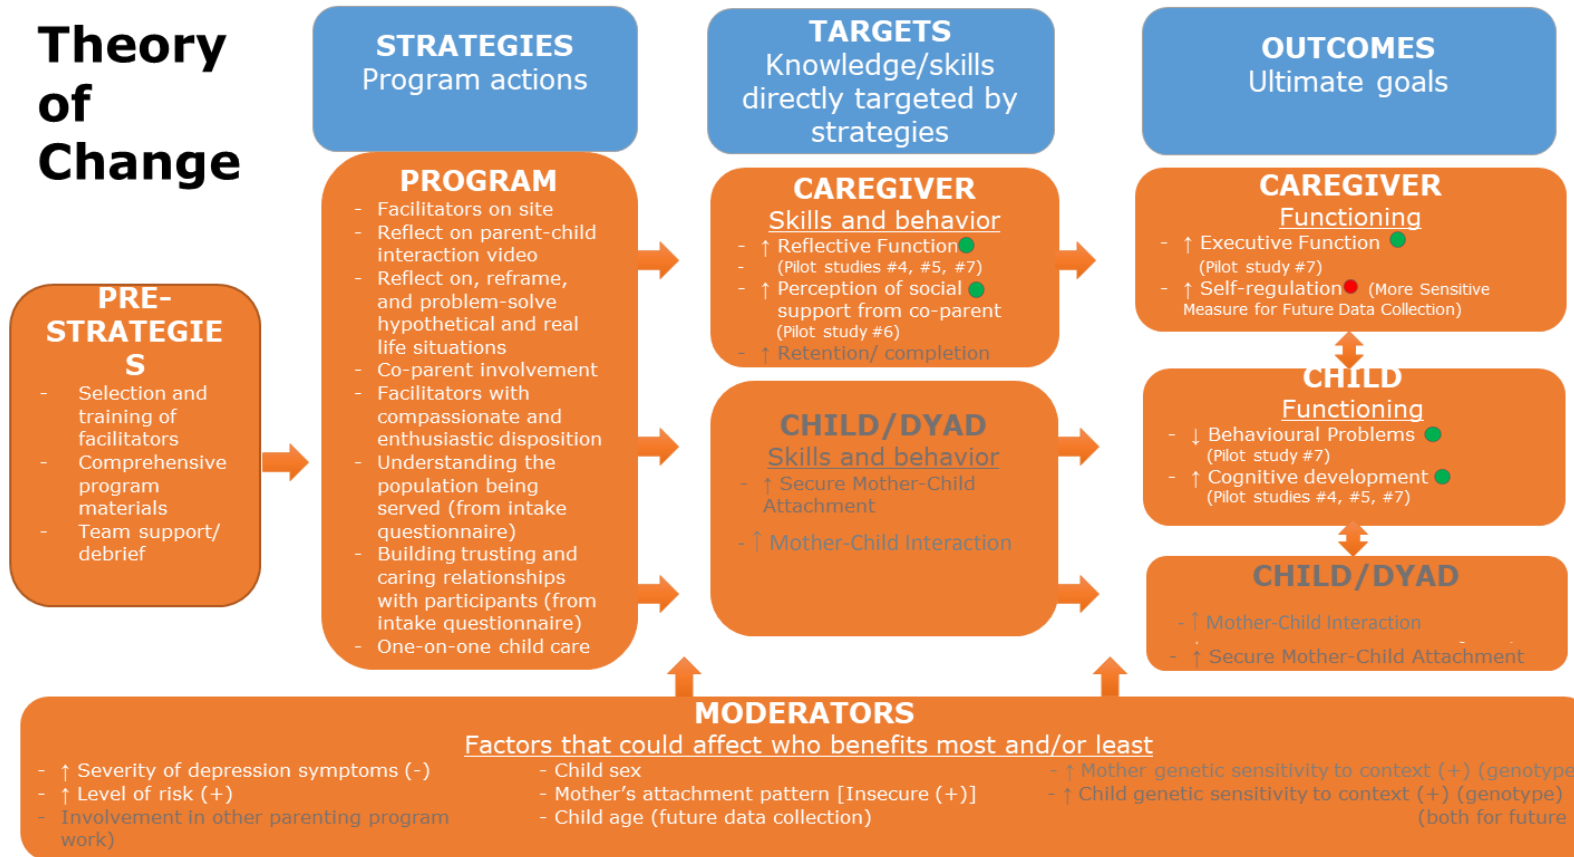 Theory
of
Change
STRATEGIES
Program actions
TARGETS
Knowledge/skills
directly targeted by
strategies
OUTCOMES
Ultimate goals
PRE-
STRATEGIE
S
- Selection and
training of
facilitators
- Comprehensive
program
materials
- Team support/
debrief
PROGRAM
- Facilitators on site
- Reflect on parent-child
interaction video
- Reflect on, reframe,
and problem-solve
hypothetical and real
life situations
- Co-parent involvement
- Facilitators with
compassionate and
enthusiastic disposition
- Understanding the
population being
served (from intake
questionnaire)
- Building trusting and
caring relationships
with participants (from
intake questionnaire)
- One-on-one child care
CAREGIVER
Skills and behavior
- ↑ Reflective Function
- (Pilot studies #4, #5, #7)
- ↑ Perception of social
support from co-parent
(Pilot study #6)
- ↑ Retention/ completion
CHILD/DYAD
Skills and behavior
- ↑ Secure Mother-Child
Attachment
- ↑ Mother-Child Interaction
CAREGIVER
Functioning
- ↑ Executive Function
(Pilot study #7)
- ↑ Self-regulation (More Sensitive
Measure for Future Data Collection)
CHILD
Functioning
- ↓ Behavioural Problems
(Pilot study #7)
- ↑ Cognitive development
(Pilot studies #4, #5, #7)
CHILD/DYAD
- ↑ Mother-Child Interaction
- ↑ Secure Mother-Child Attachment
MODERATORS
Factors that could affect who benefits most and/or least
- ↑ Severity of depression symptoms (-)
- ↑ Level of risk (+)
- Involvement in other parenting program
work)
- Child sex
- Mother's attachment pattern [Insecure (+)]
- Child age (future data collection)
- ↑ Mother genetic sensitivity to context (+) (genotype
- ↑ Child genetic sensitivity to context (+) (genotype)
(both for future